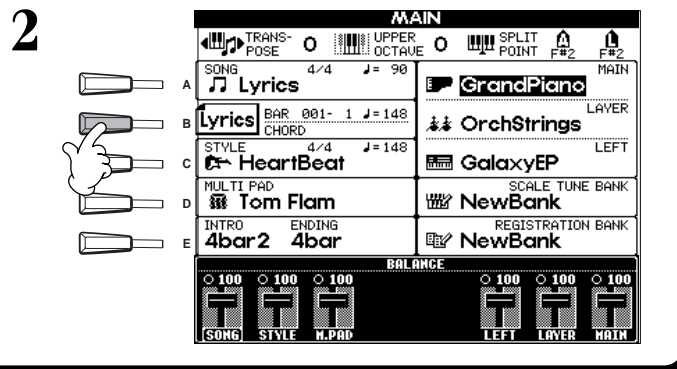 2
MAIN
TRANS-POSE 0 UPPER OCTAVE 0 SPLIT POINT A F#2 L F#2
A SONG 4/4 ♩= 90
Lyrics
MAIN
GrandPiano
B Lyrics BAR 001- 1 ♩=148
CHORD
LAYER
OrchStrings
C STYLE 4/4 ♩=148
HeartBeat
LEFT
GalaxyEP
D MULTI PAD
Tom Flam
SCALE TUNE BANK
NewBank
E INTRO ENDING
4bar2 4bar
REGISTRATION BANK
NewBank
BALANCE
100 100 100 100 100 100
SONG STYLE M.PAD LEFT LAYER MAIN